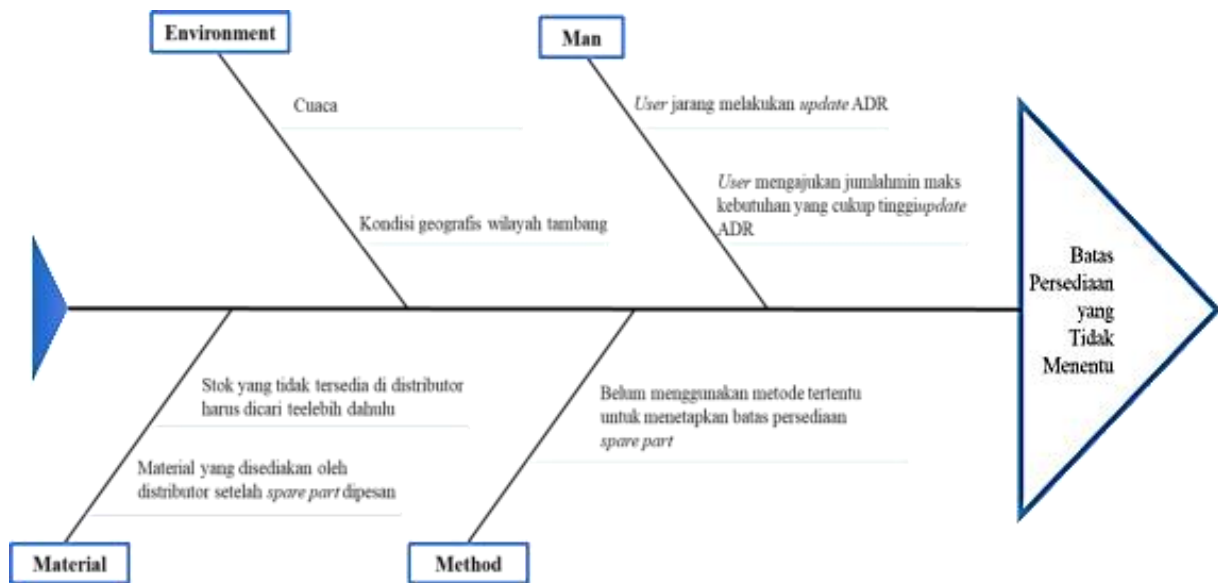 Environment
Man
Cuaca
User jarang melakukan update ADR
User mengajukan jumlahmin maks
kebutuhan yang cukup tinggiupdate
ADR
Kondisi geografis wilayah tambang
Batas
Persediaan
yang
Tidak
Menentu
Stok yang tidak tersedia di distributor
harus dicari teelebih dahulu
Belum menggunakan metode tertentu
untuk menetapkan batas persediaan
spare part
Material yang disediakan oleh
distributor setelah spare part dipesan
Material
Method